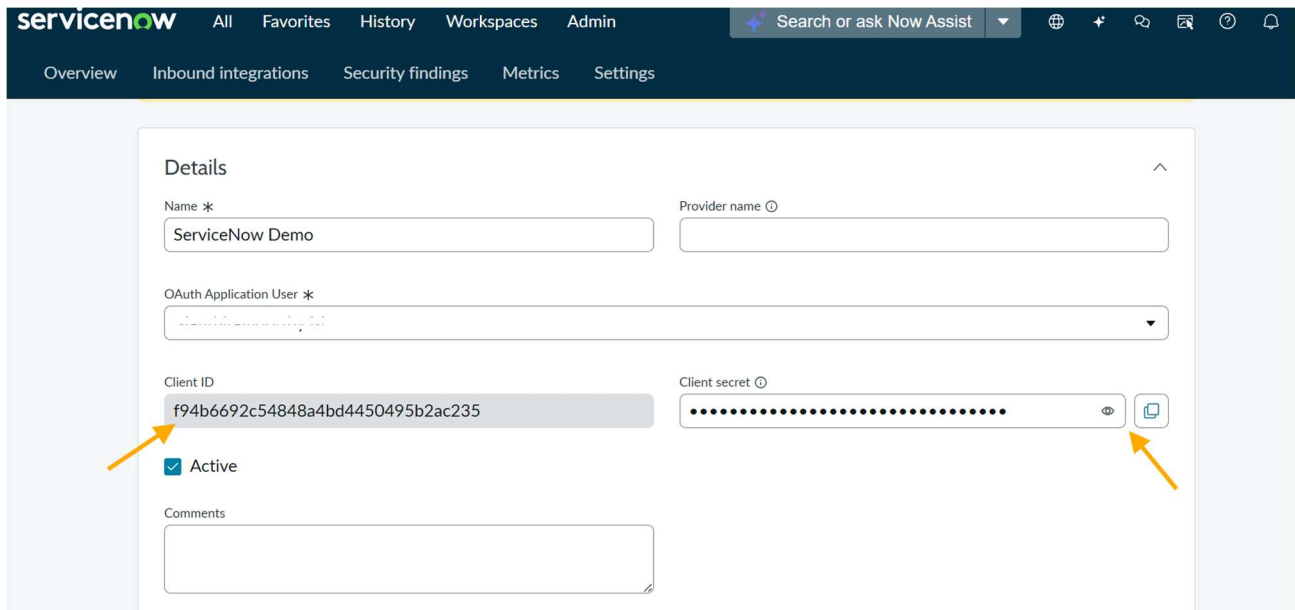 servicenow All Favorites History Workspaces Admin Search or ask Now Assist
Overview Inbound integrations Security findings Metrics Settings
Details
Name * Provider name
ServiceNow Demo
OAuth Application User *
Client ID Client secret
f94b6692c54848a4bd4450495b2ac235 ••••••••••••••••••••••••••••••••
Active
Comments